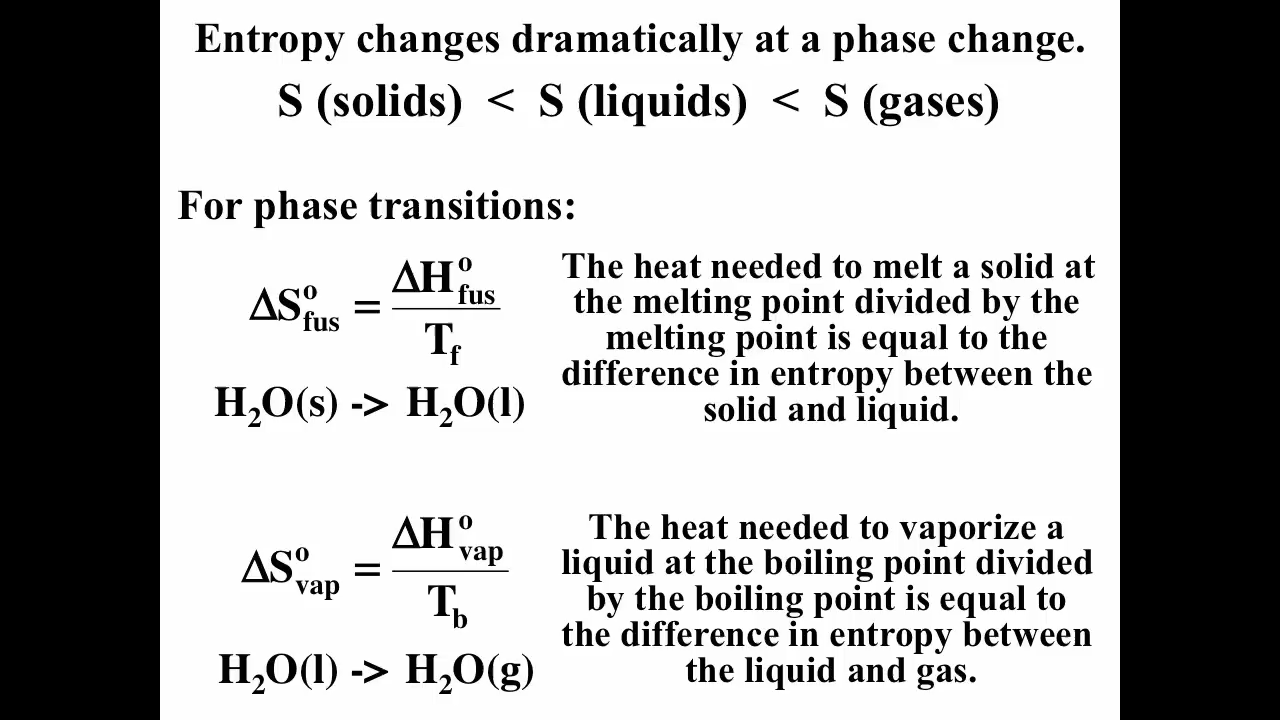 Entropy changes dramatically at a phase change.
S (solids) < S (liquids) < S (gases)
For phase transitions:
ΔS°fus = ΔH°fus / Tf
H₂O(s) -> H₂O(l)
The heat needed to melt a solid at
the melting point divided by the
melting point is equal to the
difference in entropy between the
solid and liquid.
ΔS°vap = ΔH°vap / Tb
H₂O(l) -> H₂O(g)
The heat needed to vaporize a
liquid at the boiling point divided
by the boiling point is equal to
the difference in entropy between
the liquid and gas.